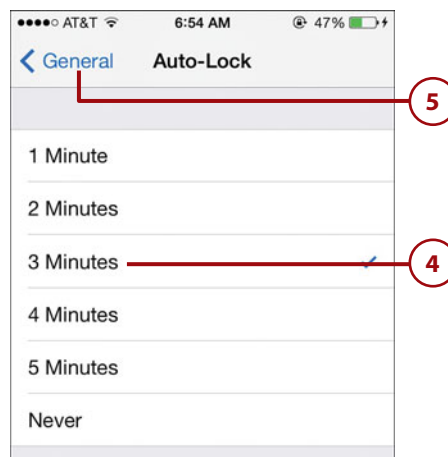 AT&T 6:54 AM 47%
General Auto-Lock
5
1 Minute
2 Minutes
3 Minutes
4
4 Minutes
5 Minutes
Never